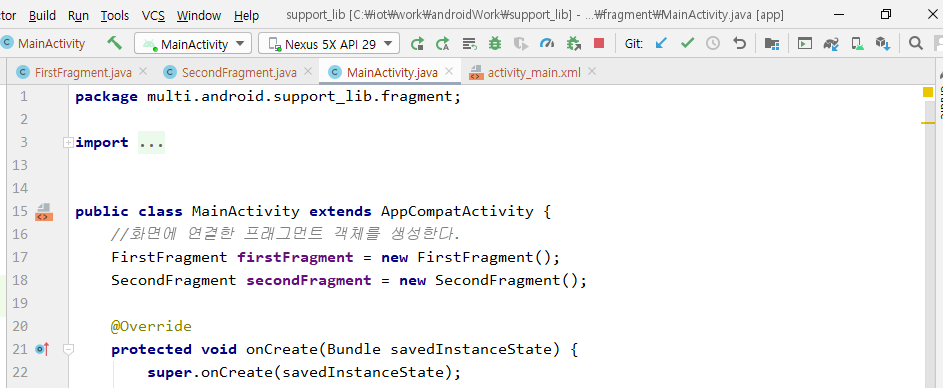 ctor Build Run Tools VCS Window Help support_lib [C:₩iot₩work₩androidWork₩support_lib] - ...₩fragment₩MainActivity.java [app]
MainActivity MainActivity Nexus 5X API 29 Git:
FirstFragment.java SecondFragment.java MainActivity.java activity_main.xml
1 package multi.android.support_lib.fragment;
2
3 import ...
13
14
15 public class MainActivity extends AppCompatActivity {
16 //화면에 연결한 프래그먼트 객체를 생성한다.
17 FirstFragment firstFragment = new FirstFragment();
18 SecondFragment secondFragment = new SecondFragment();
19
20 @Override
21 protected void onCreate(Bundle savedInstanceState) {
22 super.onCreate(savedInstanceState);